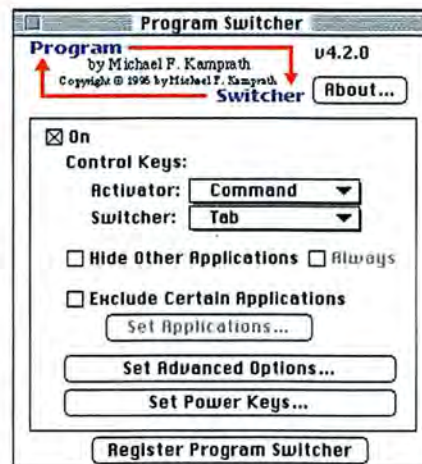 Program Switcher
Program
by Michael F. Kamprath
Copyright © 1996 by Michael F. Kamprath
Switcher
v4.2.0
About...
On
Control Keys:
Activator: Command
Switcher: Tab
Hide Other Applications Always
Exclude Certain Applications
Set Applications...
Set Advanced Options...
Set Power Keys...
Register Program Switcher